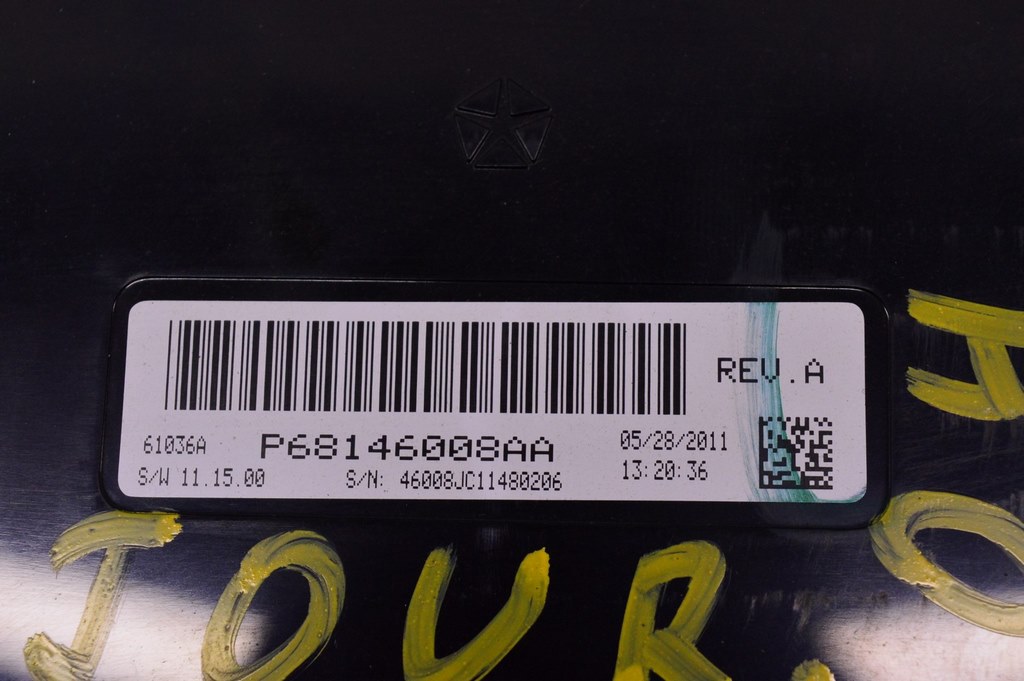 REV.A
61036A P68146008AA 05/28/2011
S/W 11.15.00 S/N: 46008JC11480206 13:20:36
JOUR.